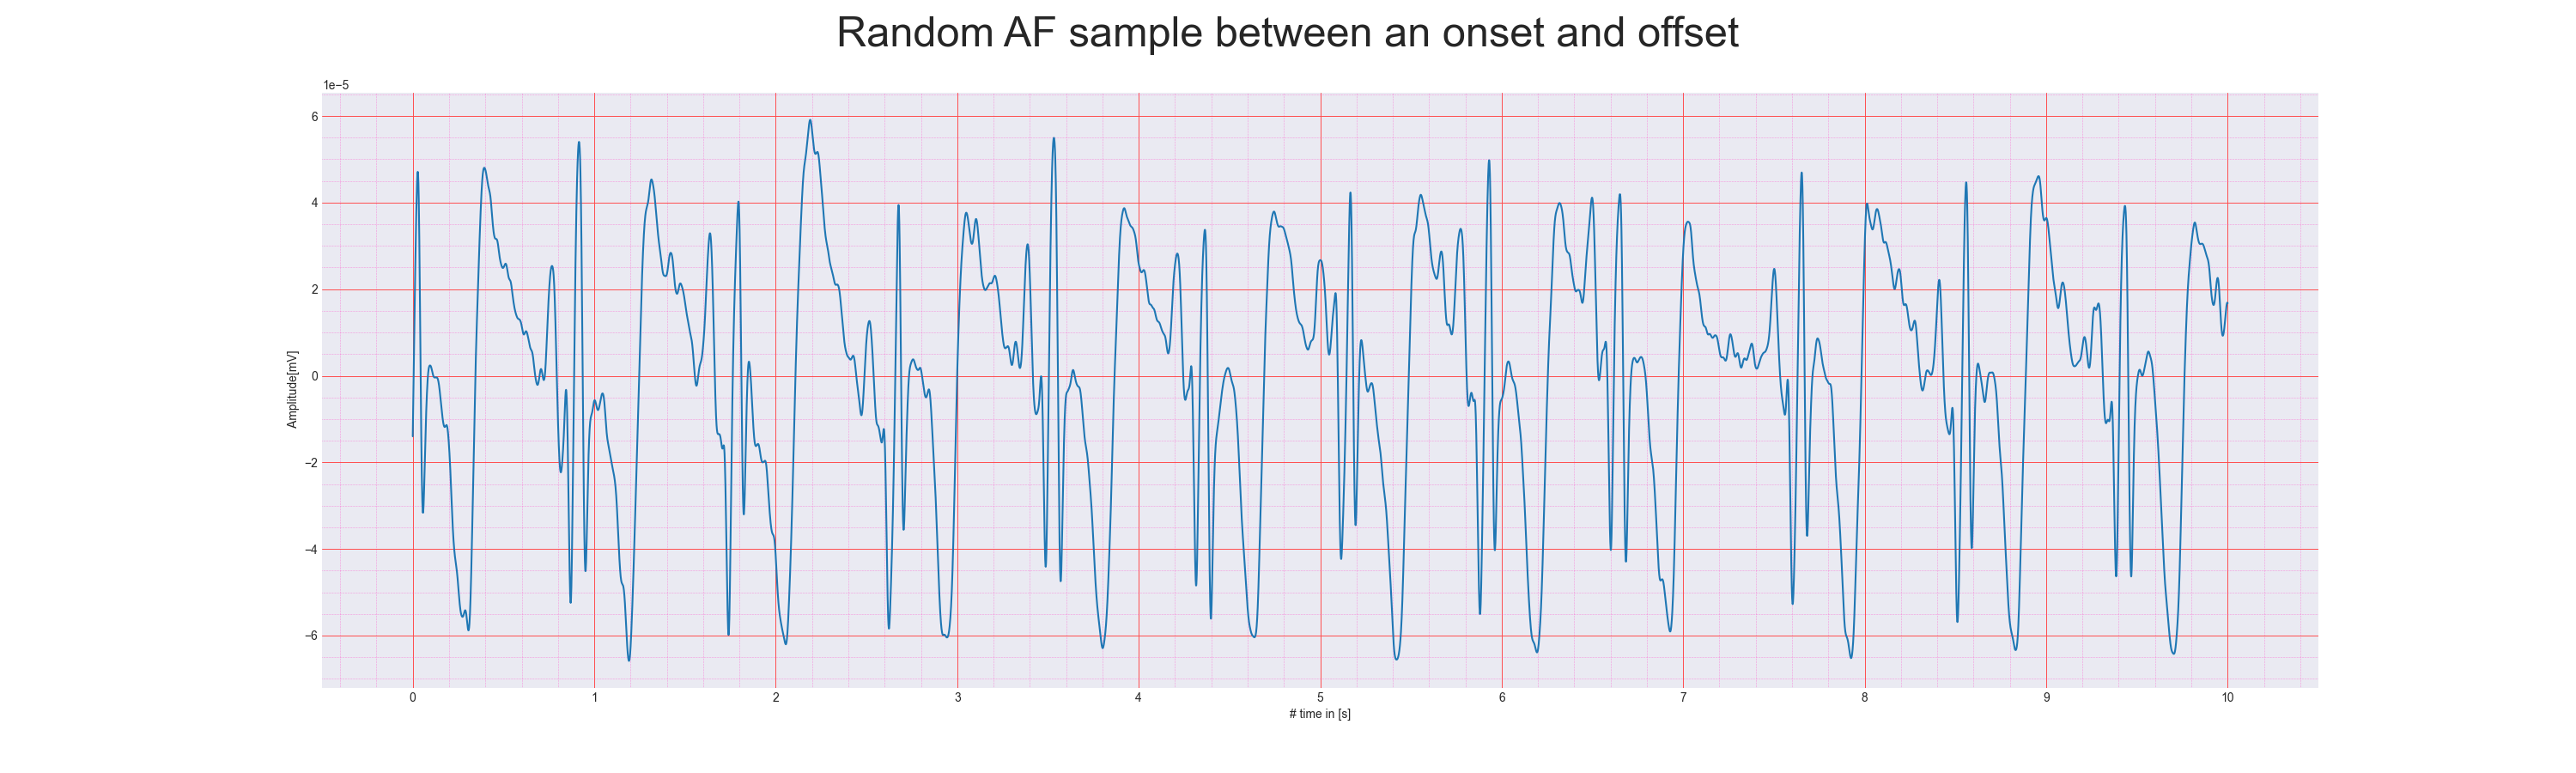 Random AF sample between an onset and offset
1e−5
6
4
2
0
−2
−4
−6
Amplitude[mV]
0 1 2 3 4 5 6 7 8 9 10
# time in [s]